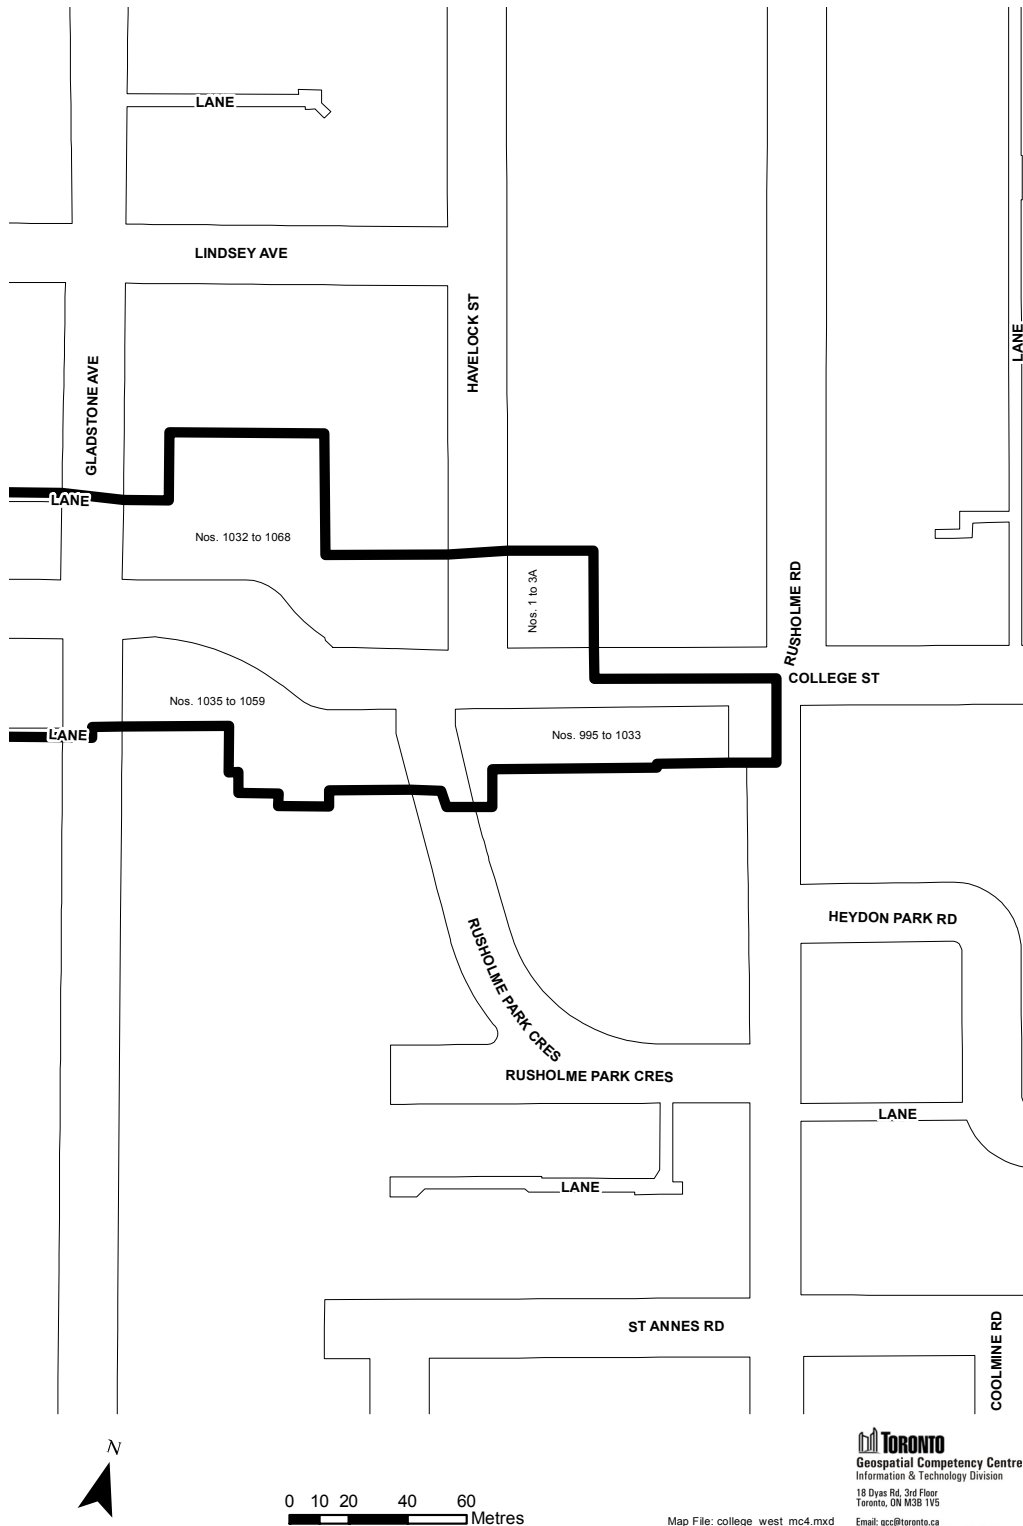 LANE
LINDSEY AVE
HAVELOCK ST
LANE
GLADSTONE AVE
LANE
Nos. 1032 to 1068
Nos. 1 to 3A
RUSHOLME RD
COLLEGE ST
Nos. 1035 to 1059
LANE
Nos. 995 to 1033
HEYDON PARK RD
RUSHOLME PARK CRES
RUSHOLME PARK CRES
LANE
LANE
ST ANNES RD
COOLMINE RD
N
0 10 20 40 60
Metres
TORONTO
Geospatial Competency Centre
Information & Technology Division
18 Dyas Rd, 3rd Floor
Toronto, ON M3B 1V5
Map File: college_west_mc4.mxd
Email: gcc@toronto.ca